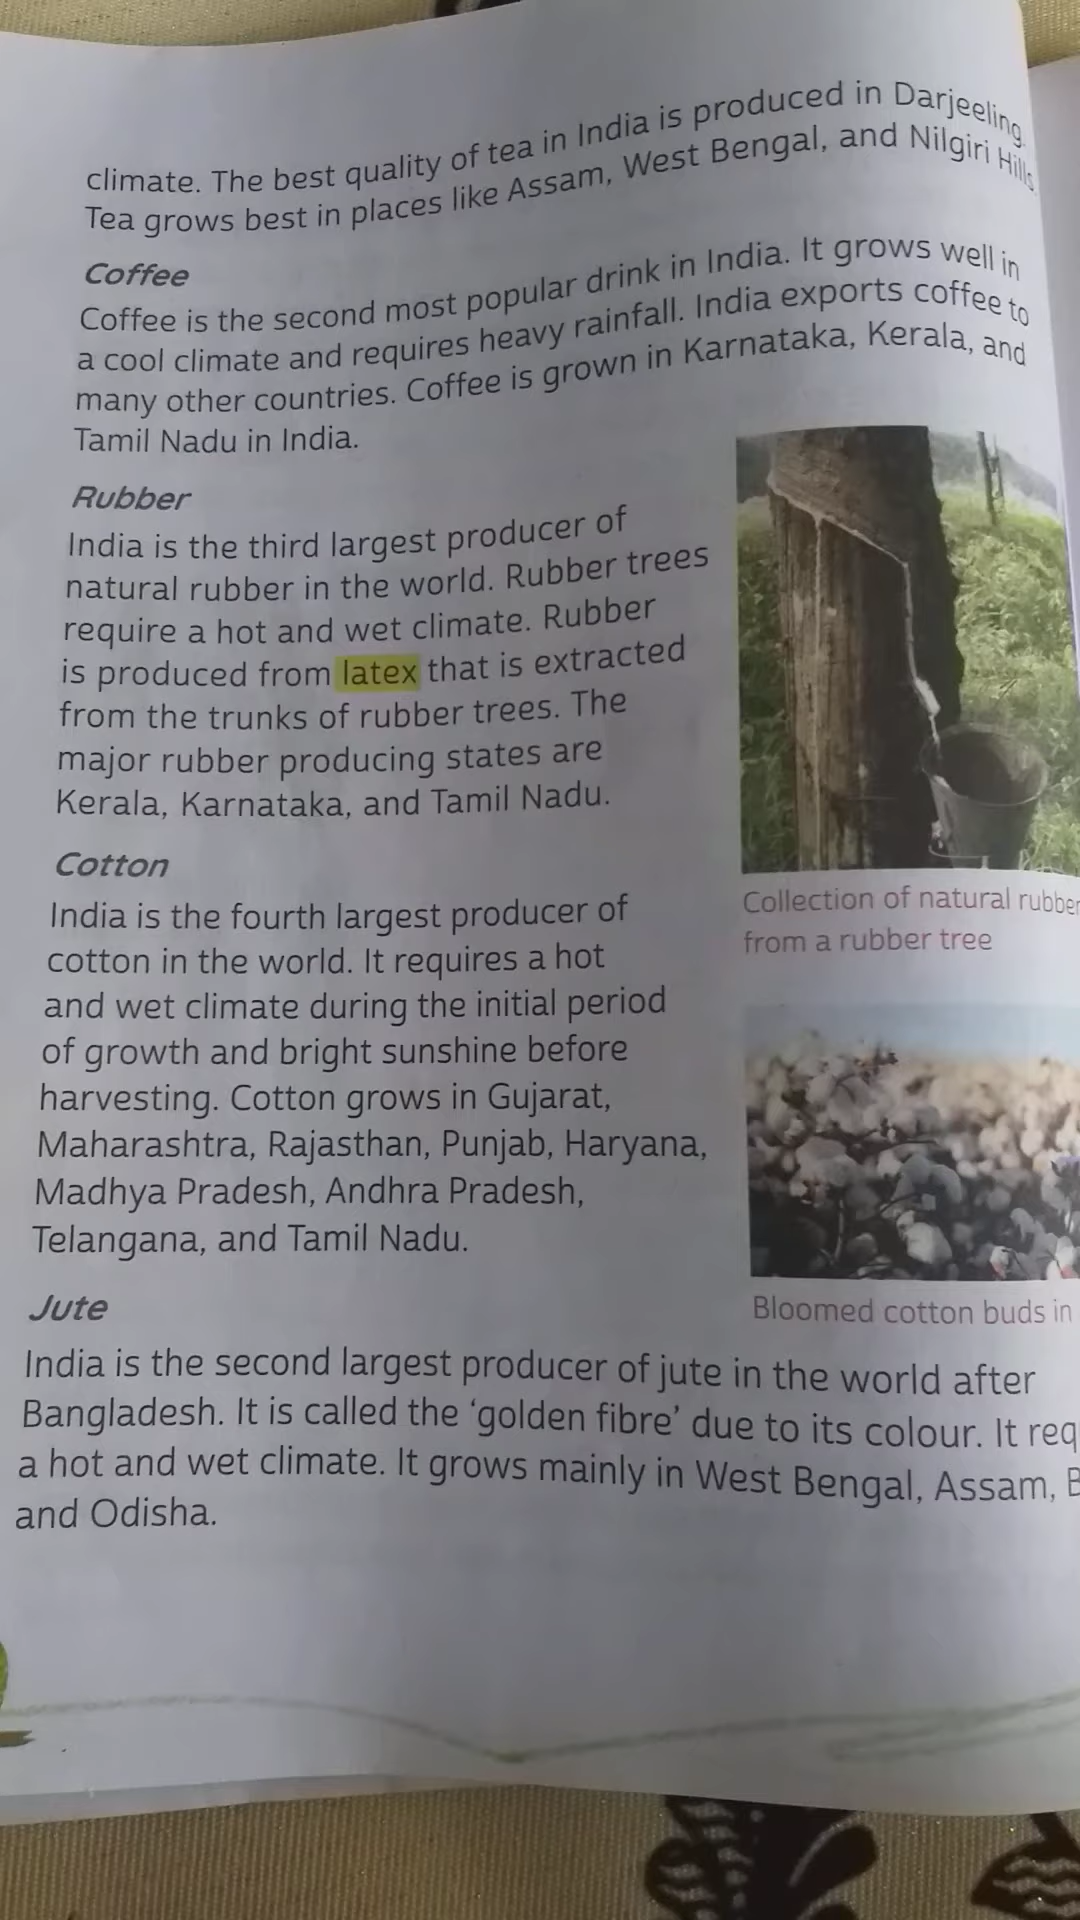 climate. The best quality of tea in India is produced in Darjeeling.
Tea grows best in places like Assam, West Bengal, and Nilgiri Hills.
Coffee
Coffee is the second most popular drink in India. It grows well in
a cool climate and requires heavy rainfall. India exports coffee to
many other countries. Coffee is grown in Karnataka, Kerala, and
Tamil Nadu in India.
Rubber
India is the third largest producer of
natural rubber in the world. Rubber trees
require a hot and wet climate. Rubber
is produced from latex that is extracted
from the trunks of rubber trees. The
major rubber producing states are
Kerala, Karnataka, and Tamil Nadu.
Collection of natural rubber
from a rubber tree
Cotton
India is the fourth largest producer of
cotton in the world. It requires a hot
and wet climate during the initial period
of growth and bright sunshine before
harvesting. Cotton grows in Gujarat,
Maharashtra, Rajasthan, Punjab, Haryana,
Madhya Pradesh, Andhra Pradesh,
Telangana, and Tamil Nadu.
Bloomed cotton buds in
Jute
India is the second largest producer of jute in the world after
Bangladesh. It is called the ‘golden fibre’ due to its colour. It
a hot and wet climate. It grows mainly in West Bengal, Assam,
and Odisha.